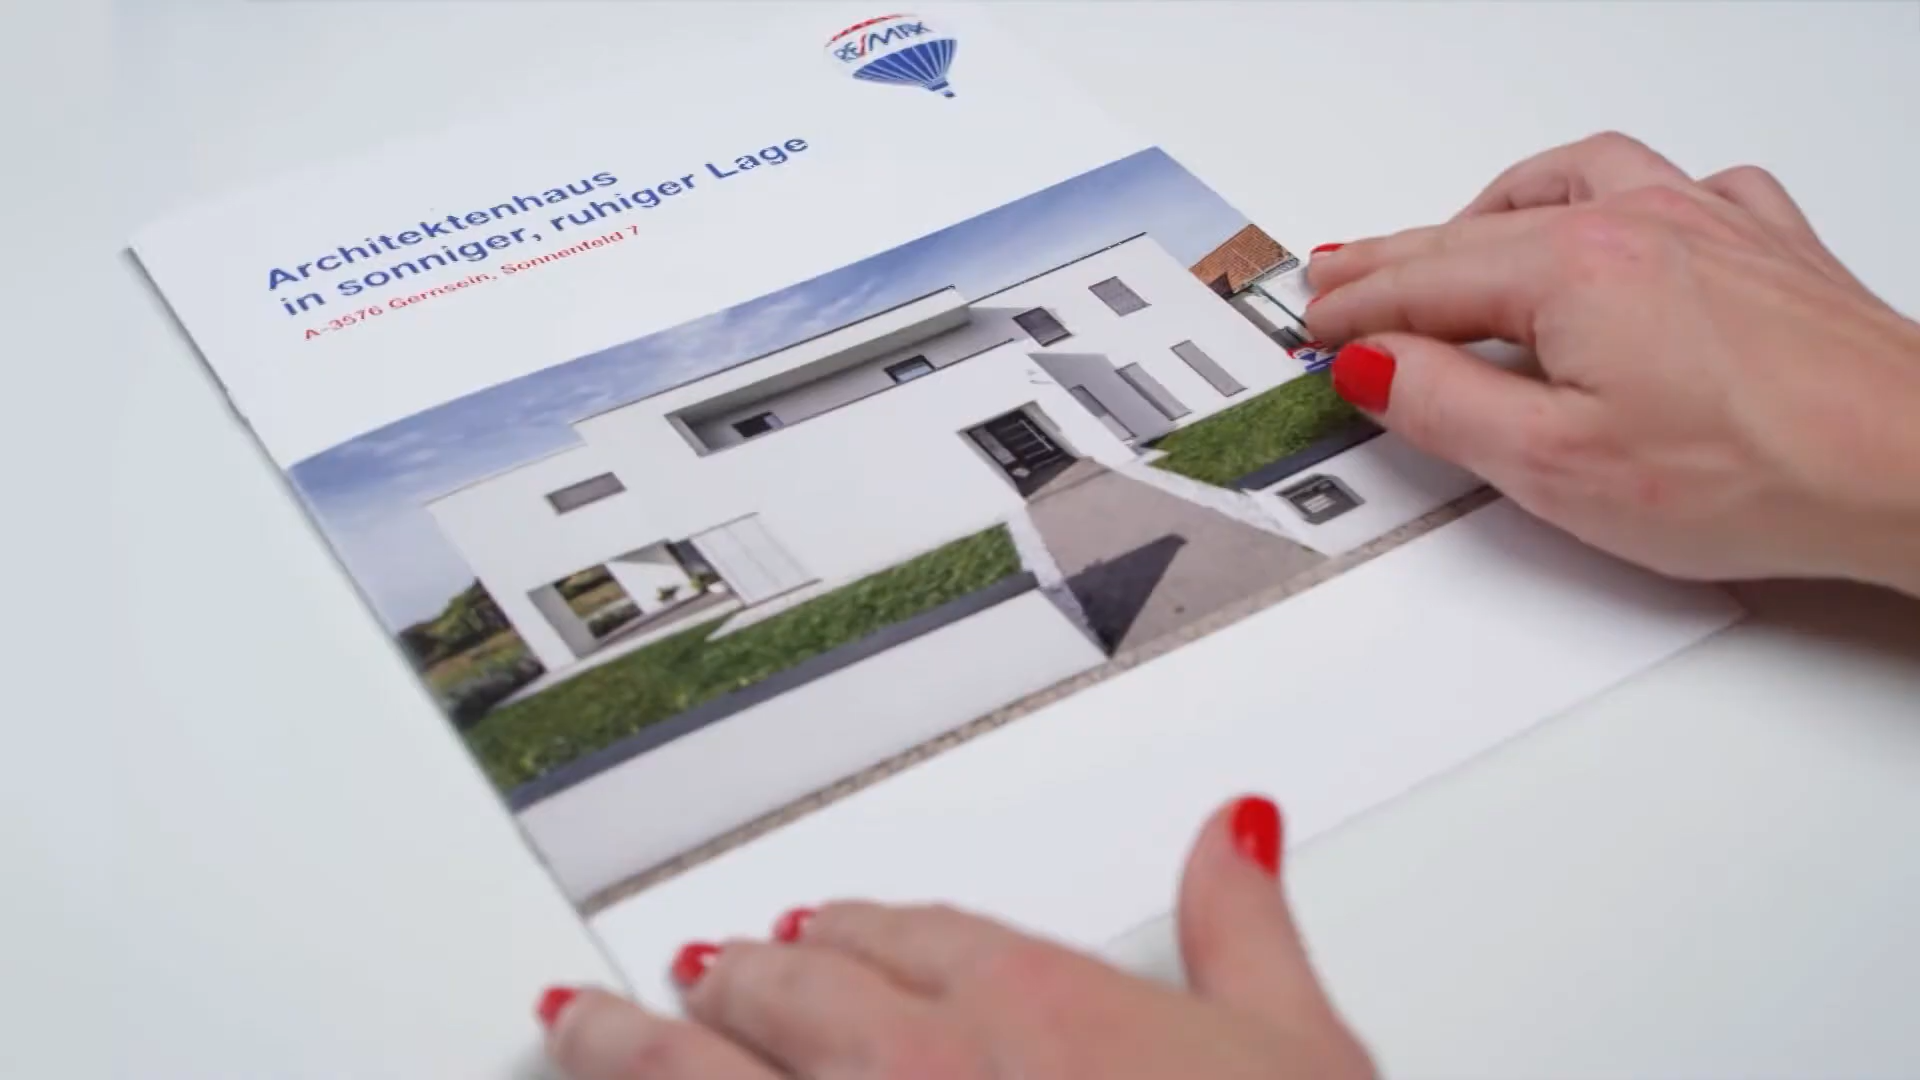 RE/MAX
Architektenhaus
in sonniger, ruhiger Lage
A-3576 Gernsein, Sonnenfeld 7